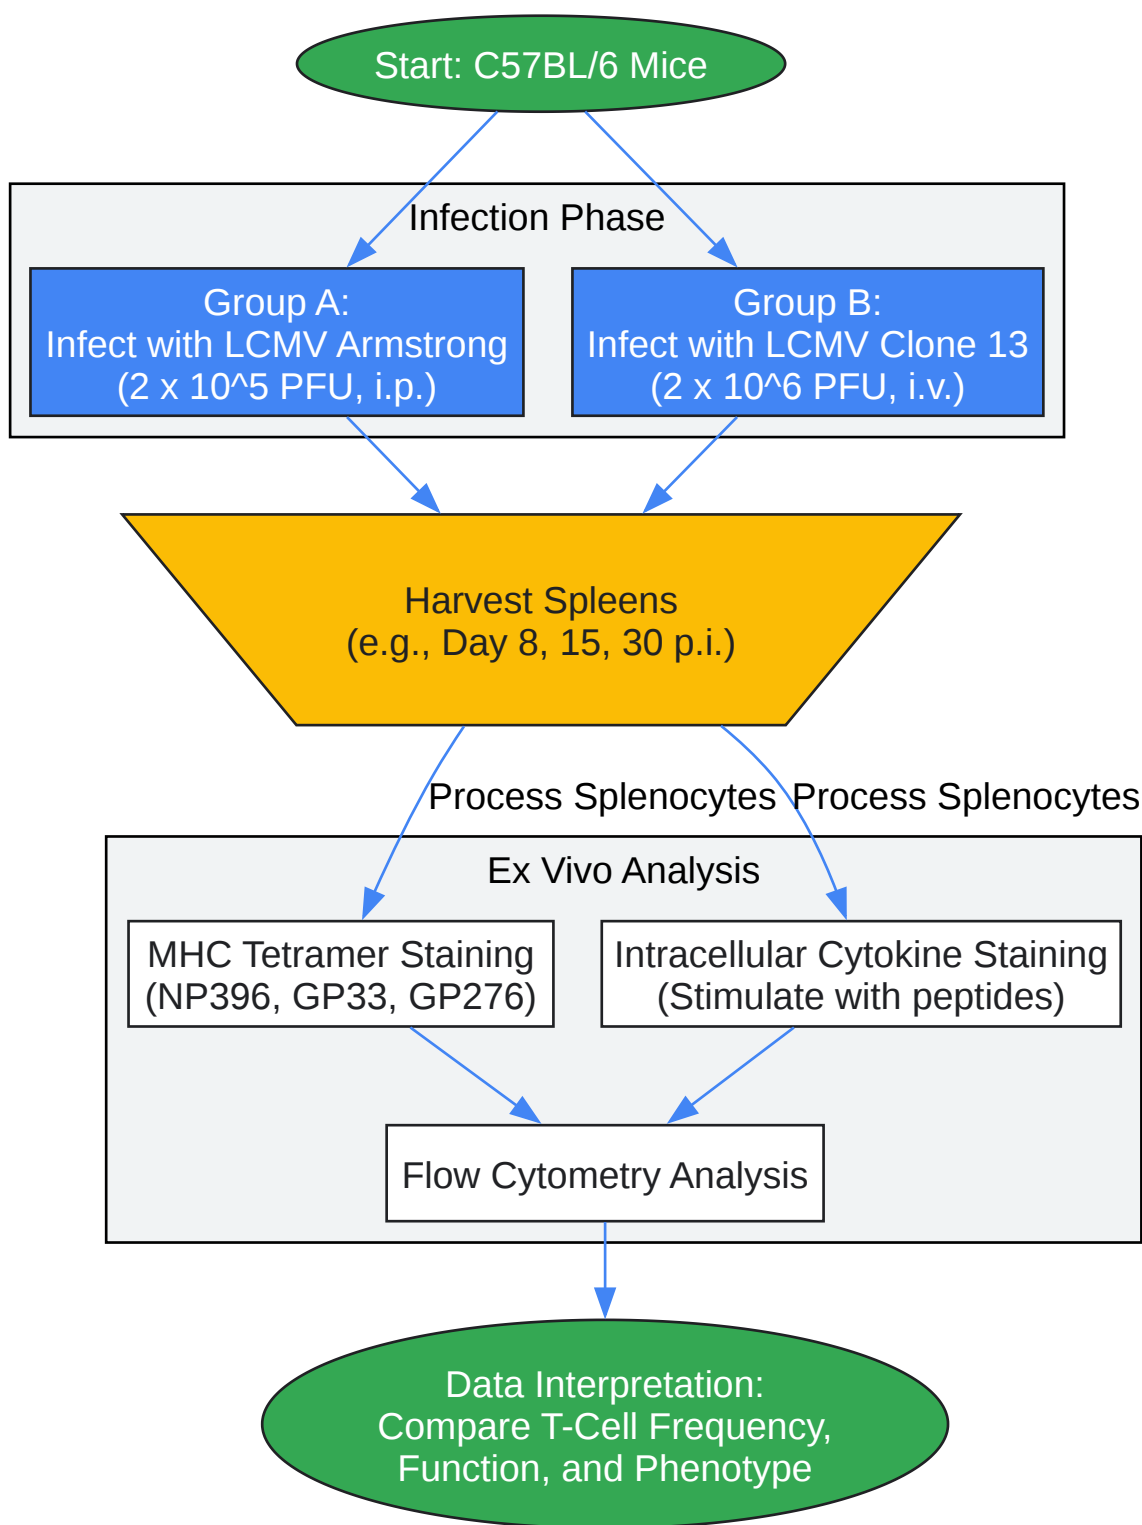 Start: C57BL/6 Mice
Infection Phase
Group A:
Infect with LCMV Armstrong
(2 x 10^5 PFU, i.p.)
Group B:
Infect with LCMV Clone 13
(2 x 10^6 PFU, i.v.)
Harvest Spleens
(e.g., Day 8, 15, 30 p.i.)
Process Splenocytes
Process Splenocytes
Ex Vivo Analysis
MHC Tetramer Staining
(NP396, GP33, GP276)
Intracellular Cytokine Staining
(Stimulate with peptides)
Flow Cytometry Analysis
Data Interpretation:
Compare T-Cell Frequency,
Function, and Phenotype